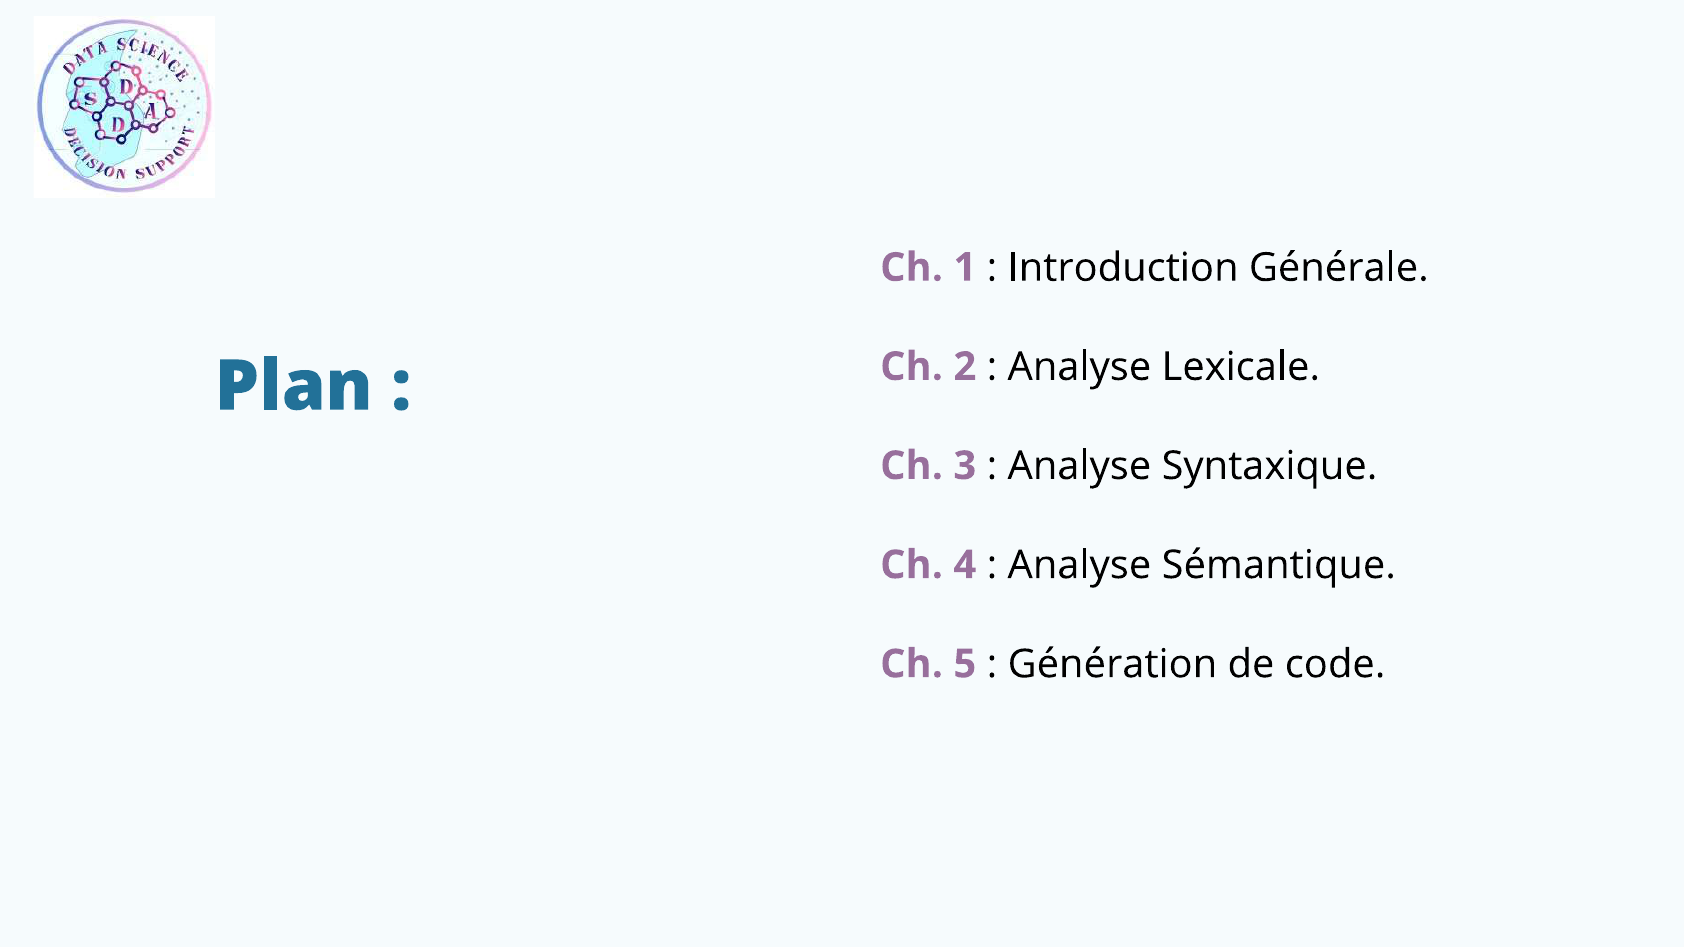 DATA SCIENCE
S D
D A
DECISION SUPPORT
Plan :
Ch. 1 : Introduction Générale.
Ch. 2 : Analyse Lexicale.
Ch. 3 : Analyse Syntaxique.
Ch. 4 : Analyse Sémantique.
Ch. 5 : Génération de code.